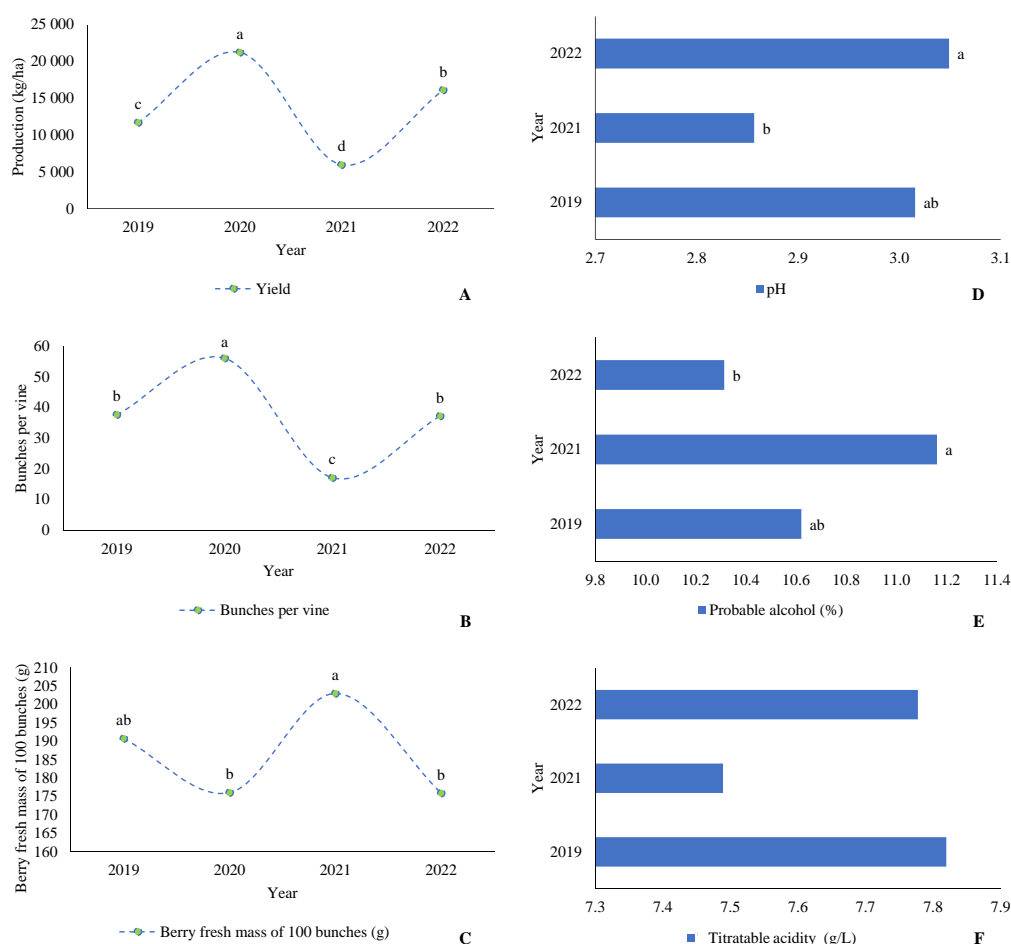 25 000
20 000
15 000
10 000
5 000
0
Production (kg/ha)
c
a
d
b
2019 2020 2021 2022
Year
Yield
A
2022
2021
2019
Year
a
b
ab
2.7 2.8 2.9 3.0 3.1
pH
D
60
50
40
30
20
10
0
Bunches per vine
b
a
c
b
2019 2020 2021 2022
Year
Bunches per vine
B
2022
2021
2019
Year
b
a
ab
9.8 10.0 10.2 10.4 10.6 10.8 11.0 11.2 11.4
Probable alcohol (%)
E
210
205
200
195
190
185
180
175
170
165
160
Berry fresh mass of 100 bunches (g)
ab
b
a
b
2019 2020 2021 2022
Year
Berry fresh mass of 100 bunches (g)
C
2022
2021
2019
Year
7.3 7.4 7.5 7.6 7.7 7.8 7.9
Titratable acidity (g/L)
F